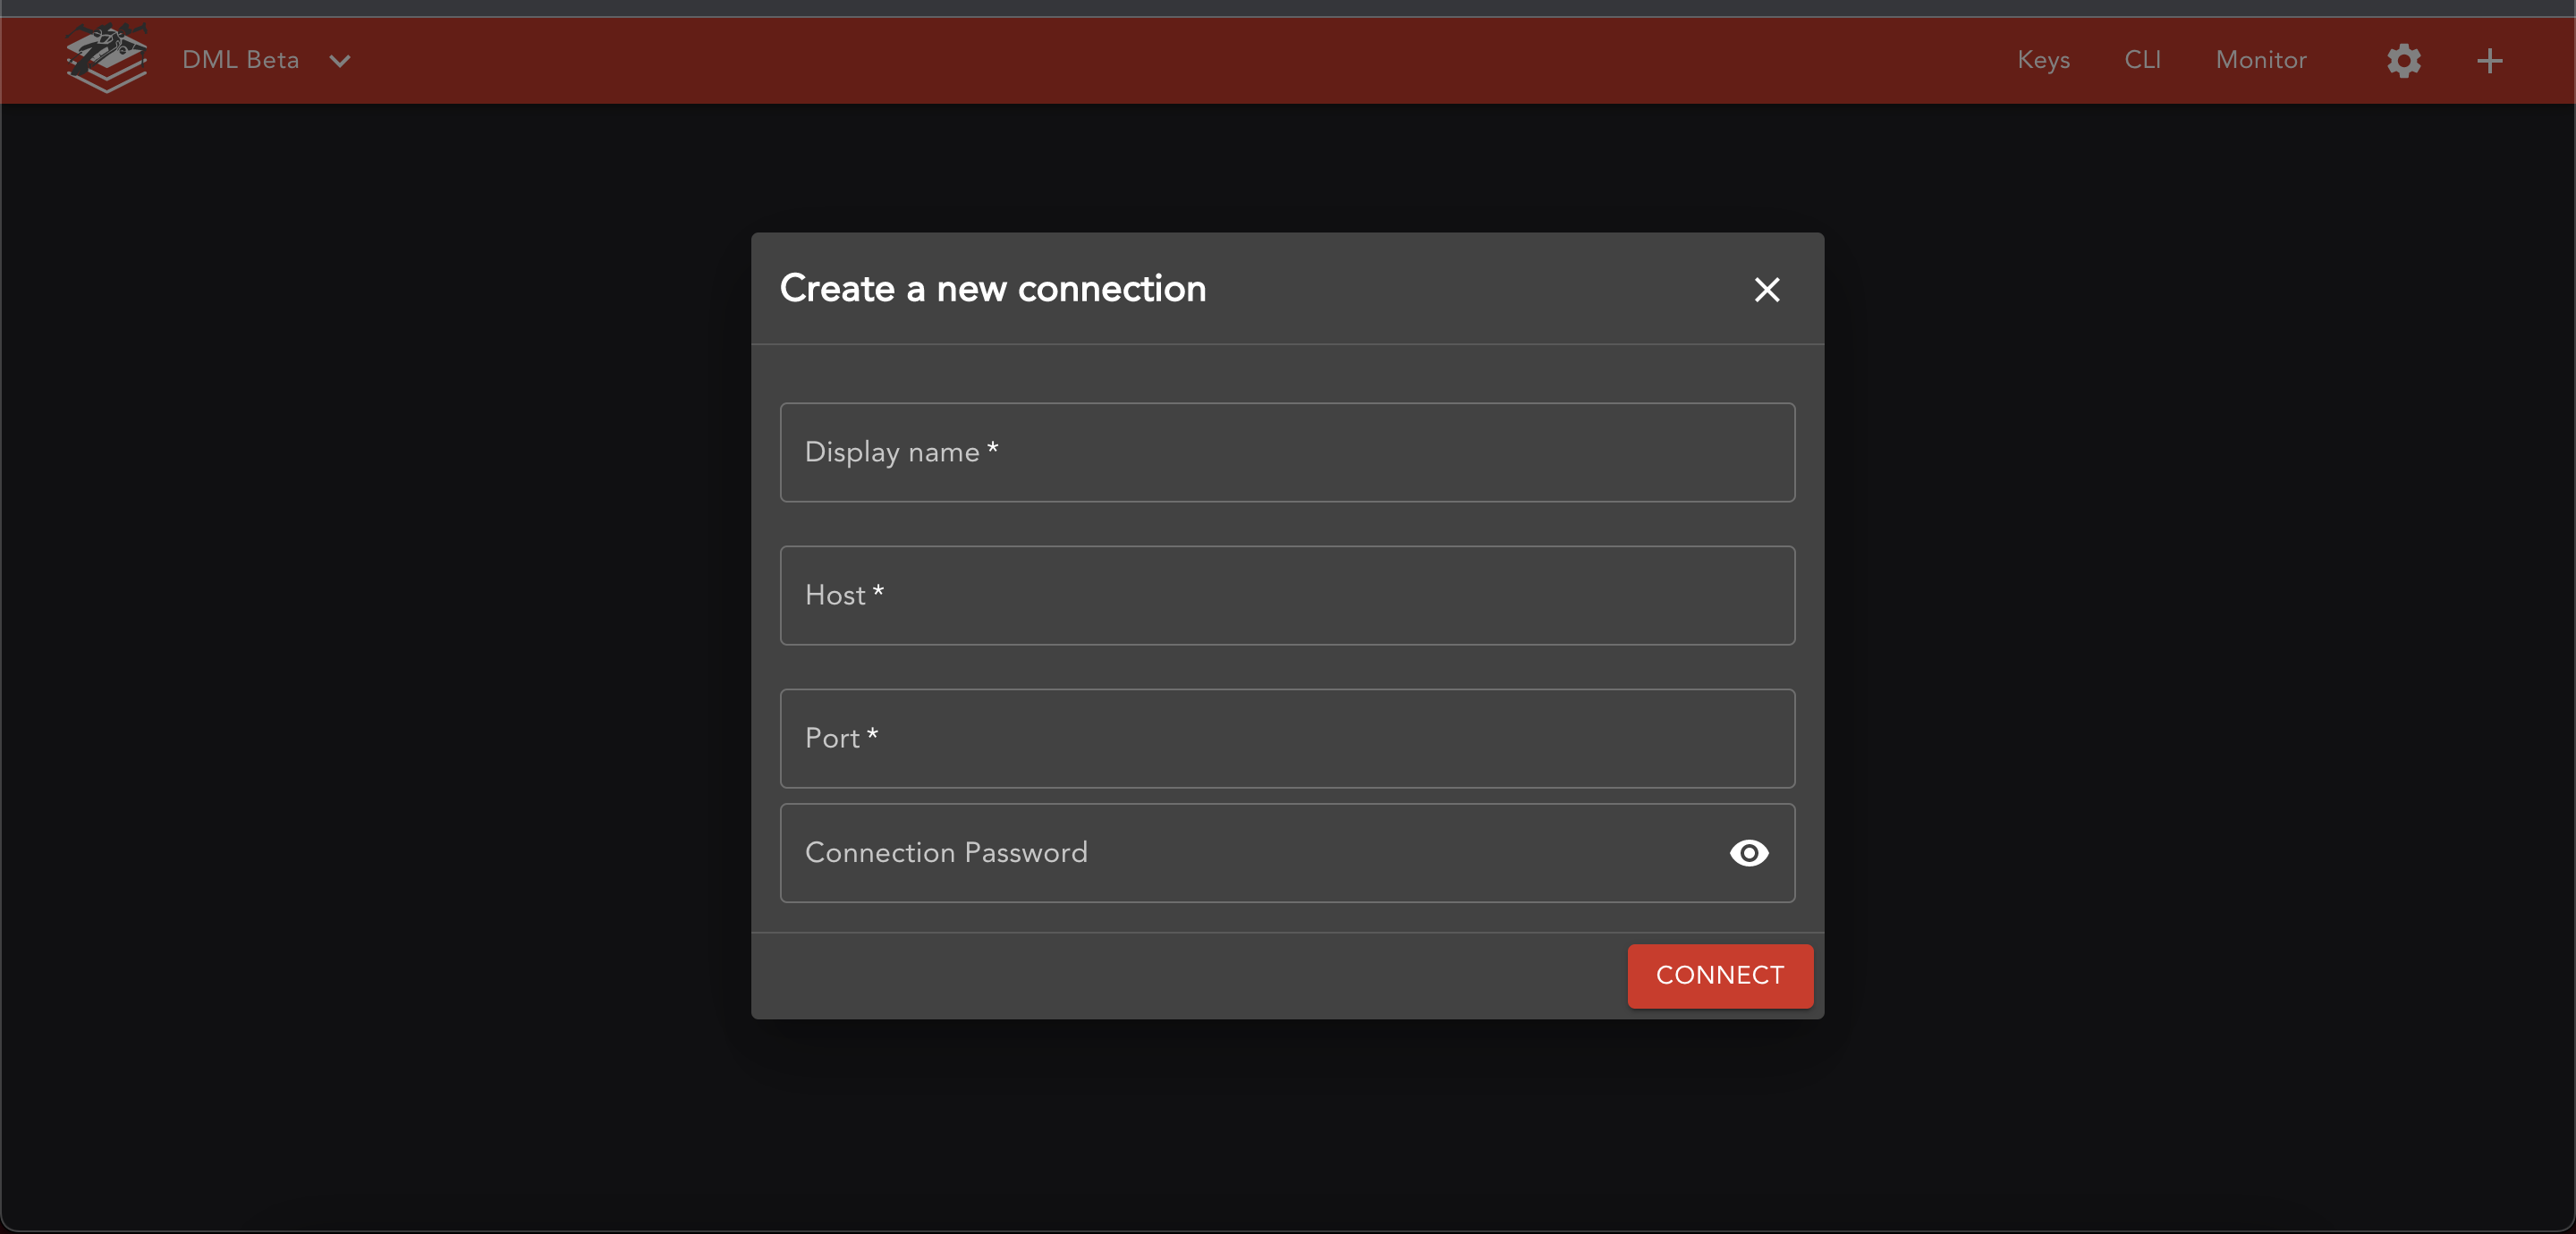 DML Beta
Keys
CLI
Monitor
Create a new connection
Display name *
Host *
Port *
Connection Password
CONNECT